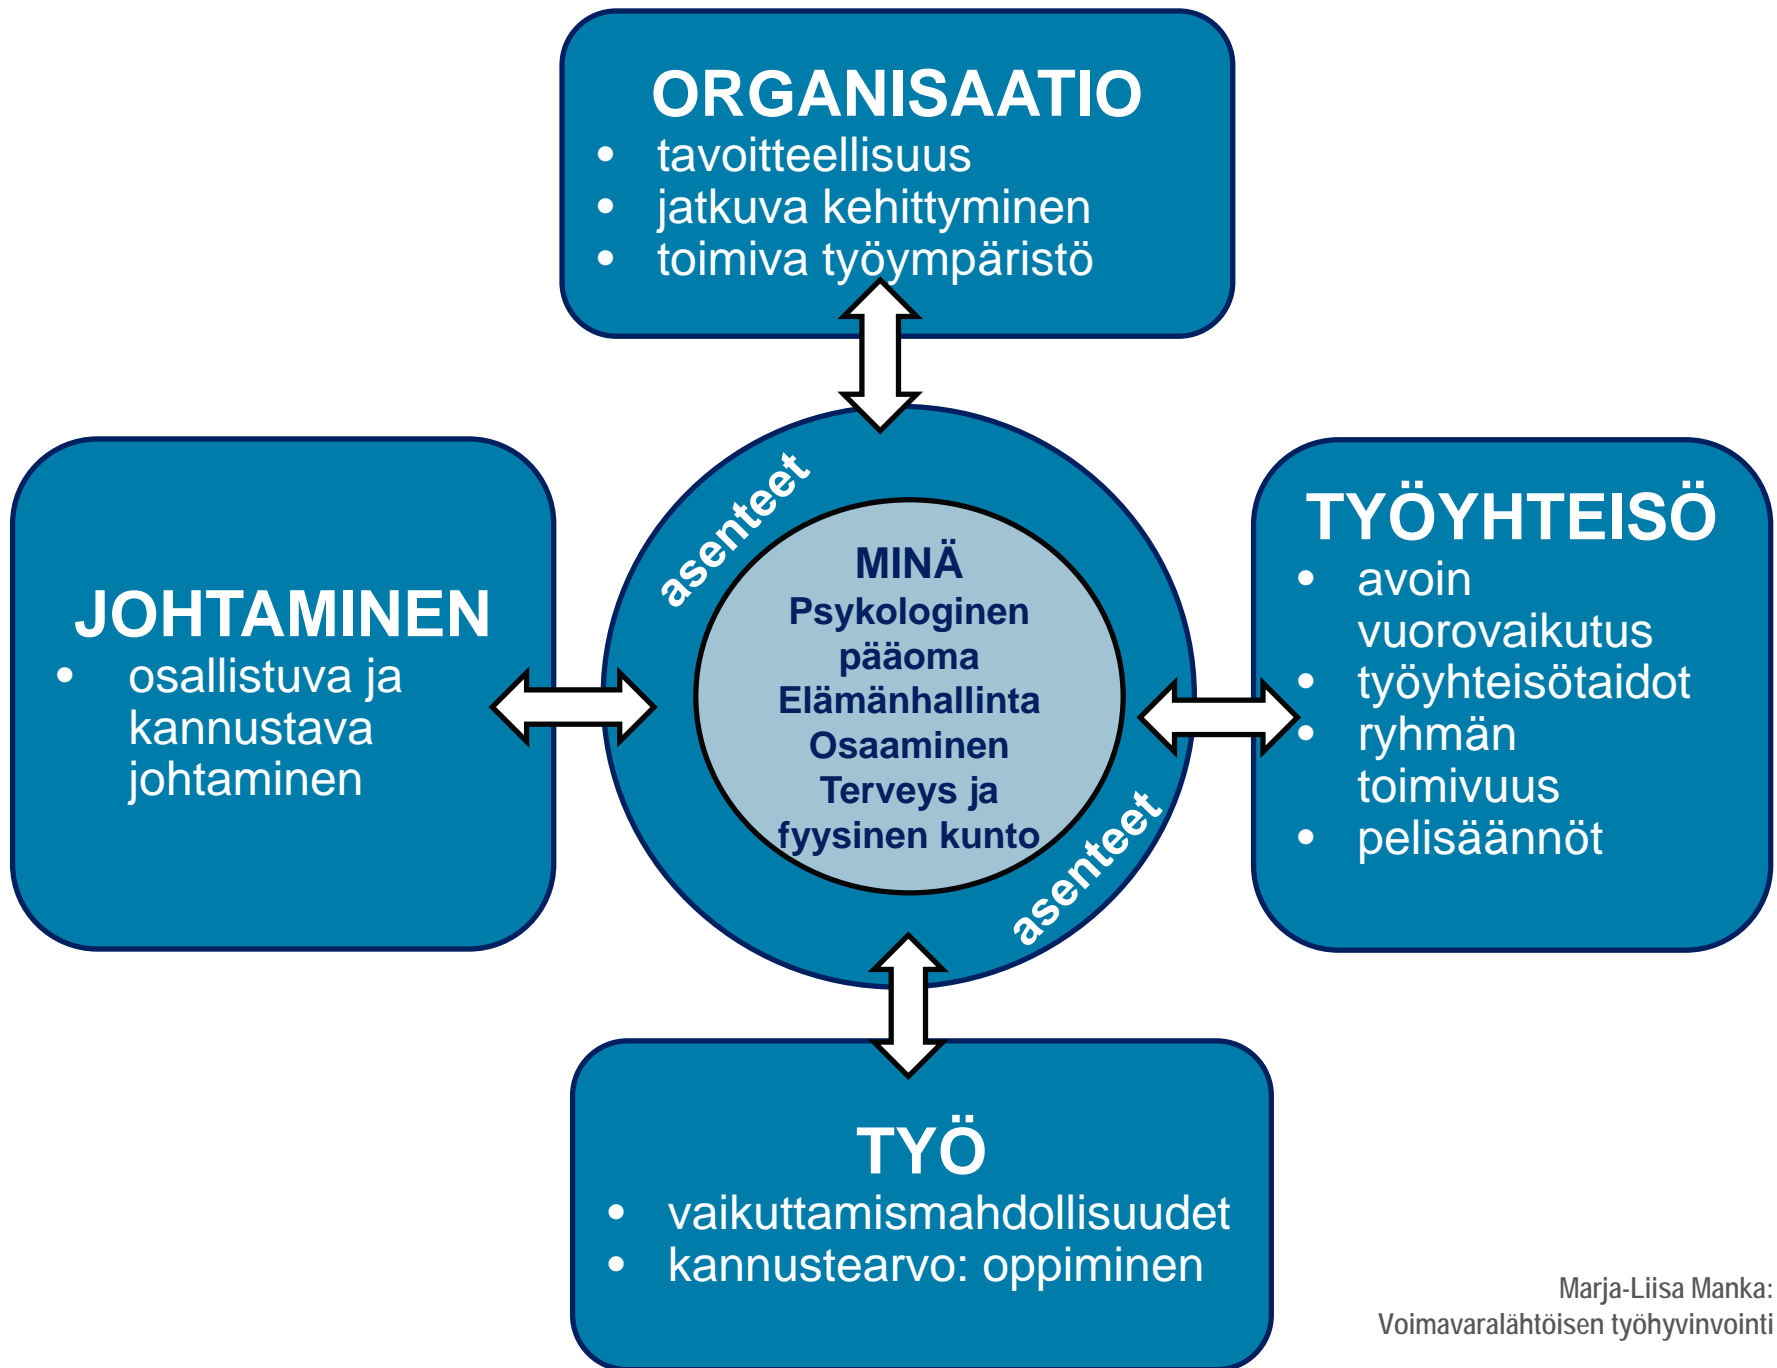 ORGANISAATIO
• tavoitteellisuus
• jatkuva kehittyminen
• toimiva työympäristö
JOHTAMINEN
• osallistuva ja
kannustava
johtaminen
asenteet
MINÄ
Psykologinen
pääoma
Elämänhallinta
Osaaminen
Terveys ja
fyysinen kunto
asenteet
TYÖYHTEISÖ
• avoin
vuorovaikutus
• työyhteisötaidot
• ryhmän
toimivuus
• pelisäännöt
TYÖ
• vaikuttamismahdollisuudet
• kannustearvo: oppiminen
Marja-Liisa Manka:
Voimavaralähtöisen työhyvinvointi